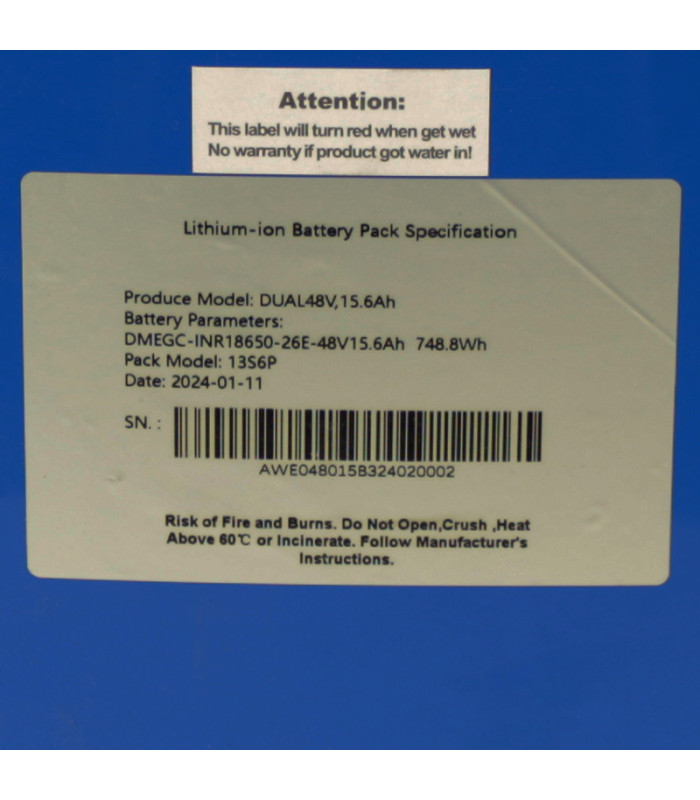 Attention:
This label will turn red when get wet
No warranty if product got water in!
Lithium-ion Battery Pack Specification
Produce Model: DUAL48V,15.6Ah
Battery Parameters:
DMEGC-INR18650-26E-48V15.6Ah 748.8Wh
Pack Model: 13S6P
Date: 2024-01-11
SN. :
AWE048015B324020002
Risk of Fire and Burns. Do Not Open,Crush ,Heat
Above 60℃ or Incinerate. Follow Manufacturer's
Instructions.